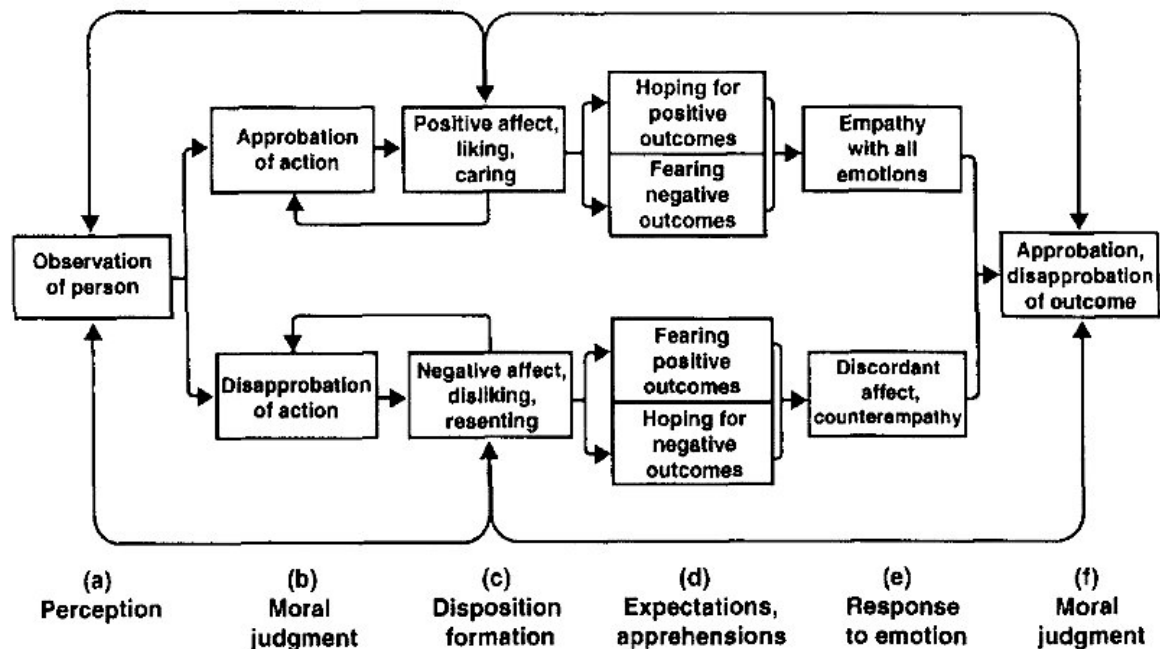 Observation
of person
Approbation
of action
Positive affect,
liking,
caring
Hoping for
positive
outcomes
Fearing
negative
outcomes
Empathy
with all
emotions
Approbation,
disapprobation
of outcome
Disapprobation
of action
Negative affect,
disliking,
resenting
Fearing
positive
outcomes
Hoping for
negative
outcomes
Discordant
affect,
counterempathy
(a)
Perception
(b)
Moral
judgment
(c)
Disposition
formation
(d)
Expectations,
apprehensions
(e)
Response
to emotion
(f)
Moral
judgment